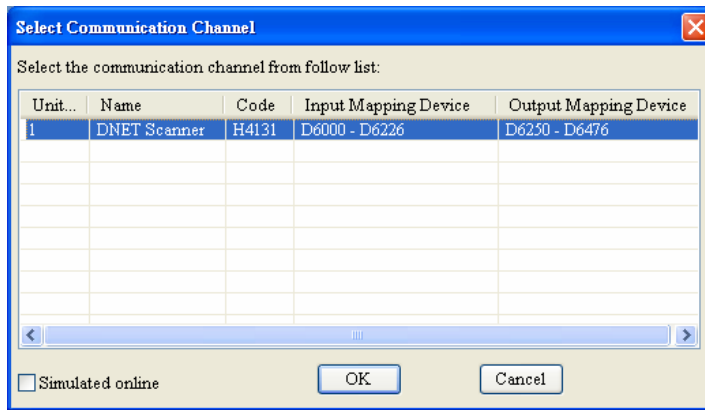 Select Communication Channel
Select the communication channel from follow list:
Unit... Name Code Input Mapping Device Output Mapping Device
1 DNET Scanner H4131 D6000 - D6226 D6250 - D6476
Simulated online OK Cancel